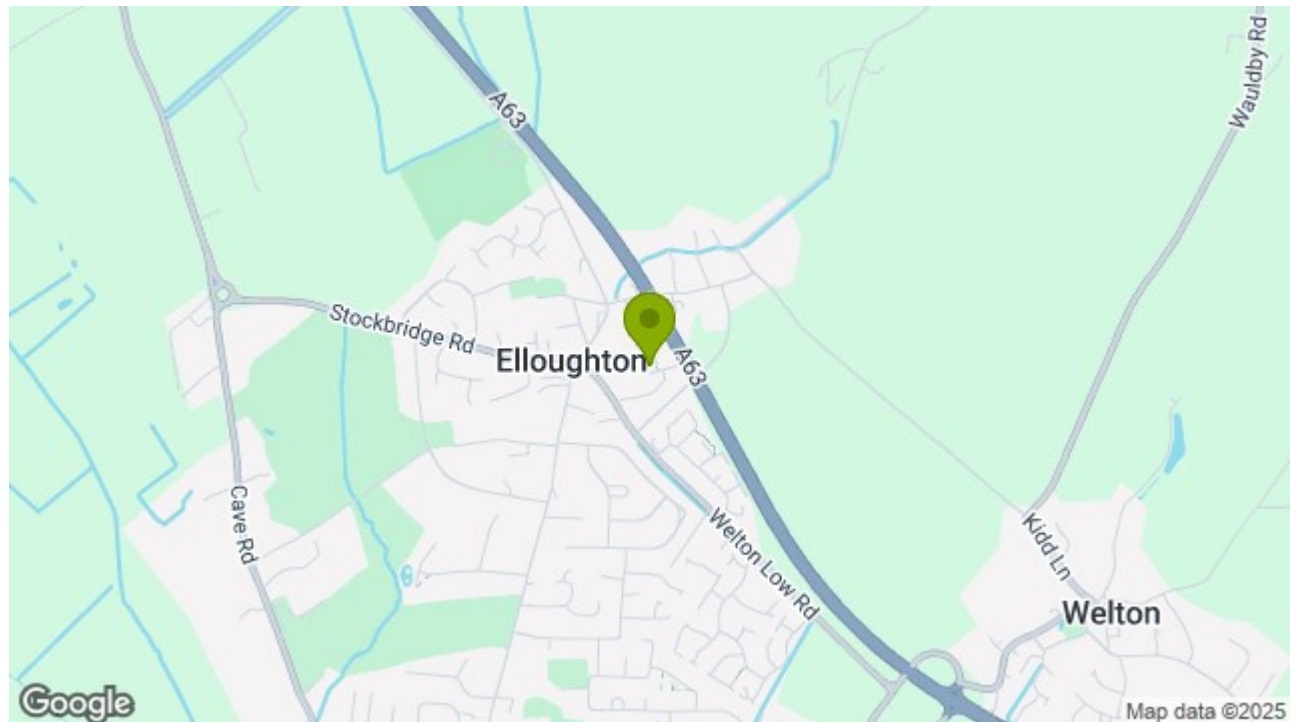 A63
Wauldby Rd
Stockbridge Rd
Elloughton
A63
Cave Rd
Welton Low Rd
Kidd Ln
Welton
Google
Map data ©2025